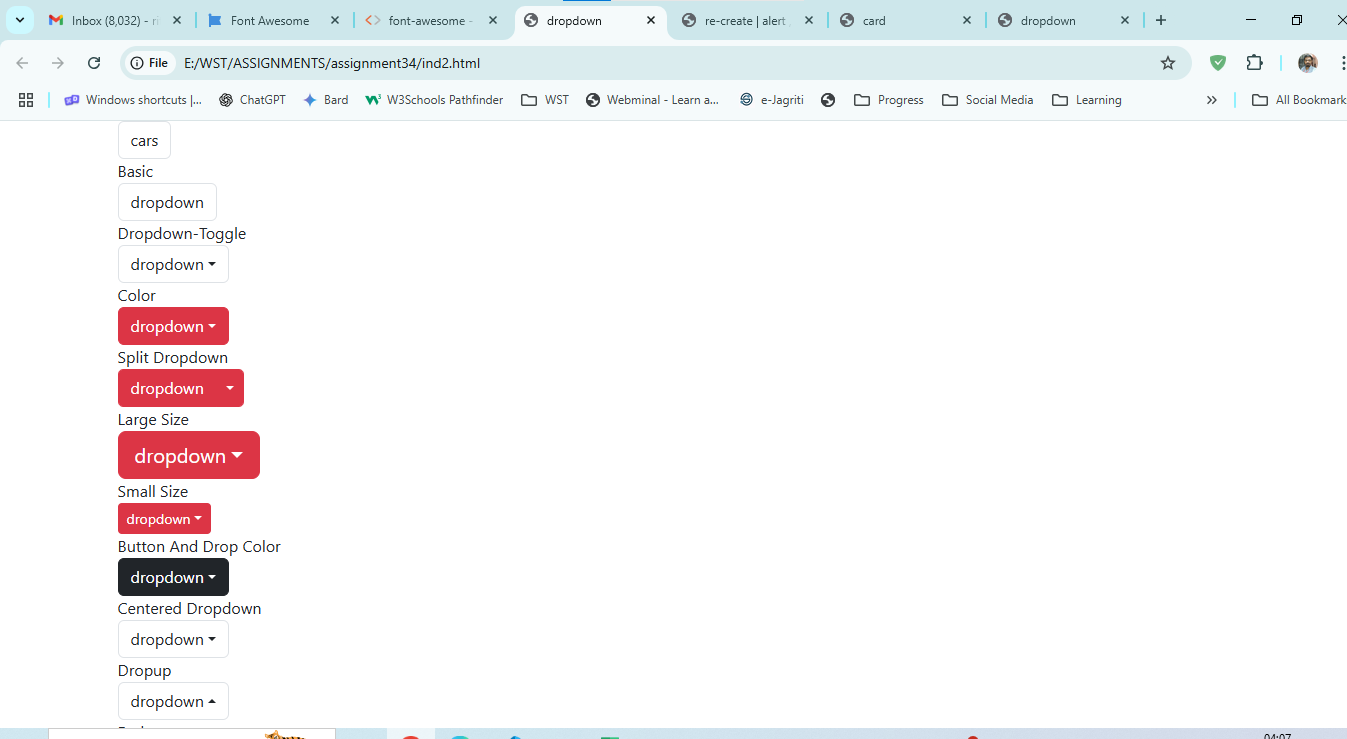 Inbox (8,032) - ri
Font Awesome
font-awesome -
dropdown
re-create | alert
card
dropdown
File E:/WST/ASSIGNMENTS/assignment34/ind2.html
Windows shortcuts |... ChatGPT Bard W3Schools Pathfinder WST Webminal - Learn a... e-Jagriti Progress Social Media Learning » All Bookmark
cars
Basic
dropdown
Dropdown-Toggle
dropdown
Color
dropdown
Split Dropdown
dropdown
Large Size
dropdown
Small Size
dropdown
Button And Drop Color
dropdown
Centered Dropdown
dropdown
Dropup
dropdown
04:07